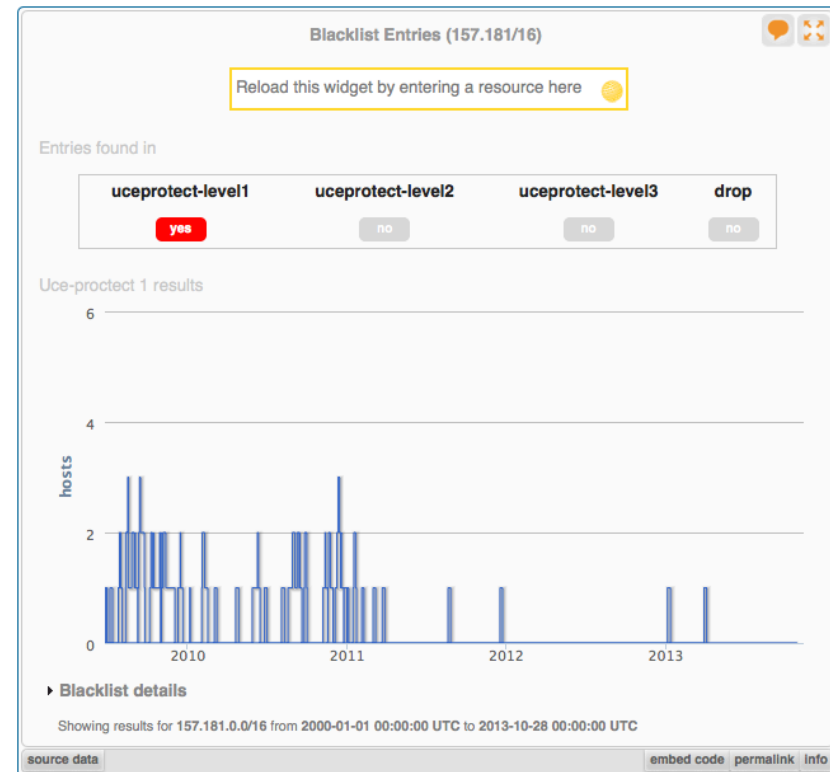 Blacklist Entries (157.181/16)
Reload this widget by entering a resource here
Entries found in
uceprotect-level1 uceprotect-level2 uceprotect-level3 drop
yes no no no
Uce-proctect 1 results
6
4
hosts
2
0
2010 2011 2012 2013
Blacklist details
Showing results for 157.181.0.0/16 from 2000-01-01 00:00:00 UTC to 2013-10-28 00:00:00 UTC
source data embed code permalink info